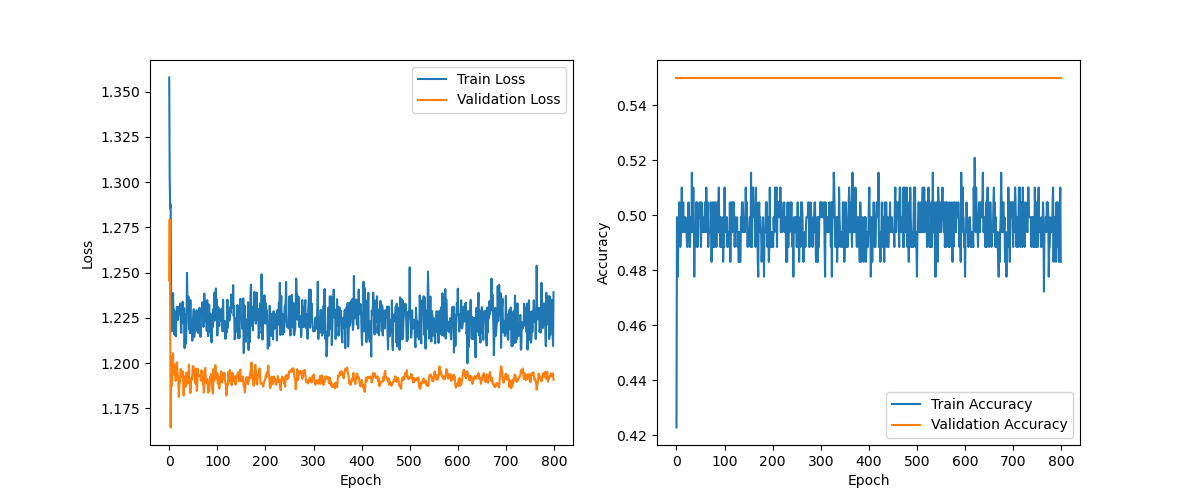 Train Loss
Validation Loss
1.350
1.325
1.300
1.275
1.250
1.225
1.200
1.175
Loss
0 100 200 300 400 500 600 700 800
Epoch
0.54
0.52
0.50
0.48
0.46
0.44
0.42
Accuracy
Train Accuracy
Validation Accuracy
0 100 200 300 400 500 600 700 800
Epoch